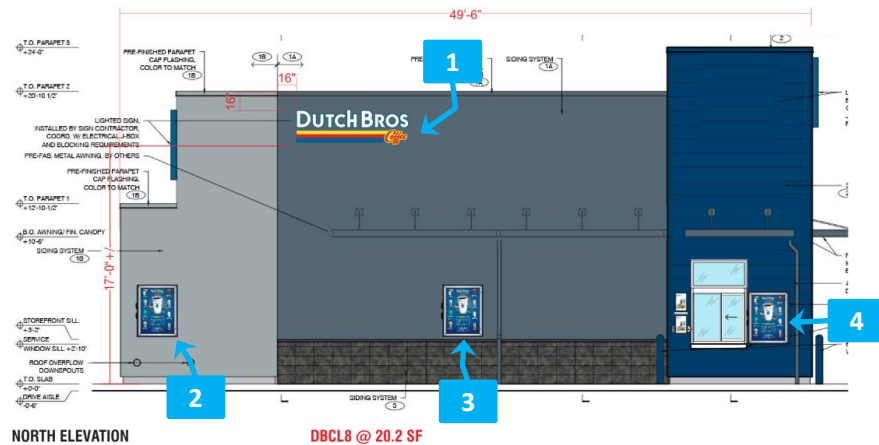 49'-6"
T.O. PARAPET 3
+24'-0"
PRE-FINISHED PARAPET
CAP FLASHING,
COLOR TO MATCH
1B
1B
1A
PRE
1
SIDING SYSTEM
1A
2
T.O. PARAPET 2
+20'-10 1/2"
16"
16"
LIGHTED SIGN,
INSTALLED BY SIGN CONTRACTOR,
COORD. W/ ELECTRICAL J-BOX
AND BLOCKING REQUIREMENTS
DUTCH BROS
Coffee
PRE-FAB. METAL AWNING, BY OTHERS
PRE-FINISHED PARAPET
CAP FLASHING,
COLOR TO MATCH
1B
T.O. PARAPET 1
+12'-10-1/2"
B.O. AWNING/ FIN. CANOPY
+10'-6"
SIDING SYSTEM
1B
17'-0"+/-
STOREFRONT SILL
+3'-2"
SERVICE
WINDOW SILL +2'-10"
ROOF OVERFLOW
DOWNSPOUTS
T.O. SLAB
+0'-0"
DRIVE AISLE
-0'-6"
2
3
4
SIDING SYSTEM
3
NORTH ELEVATION
DBCL8 @ 20.2 SF